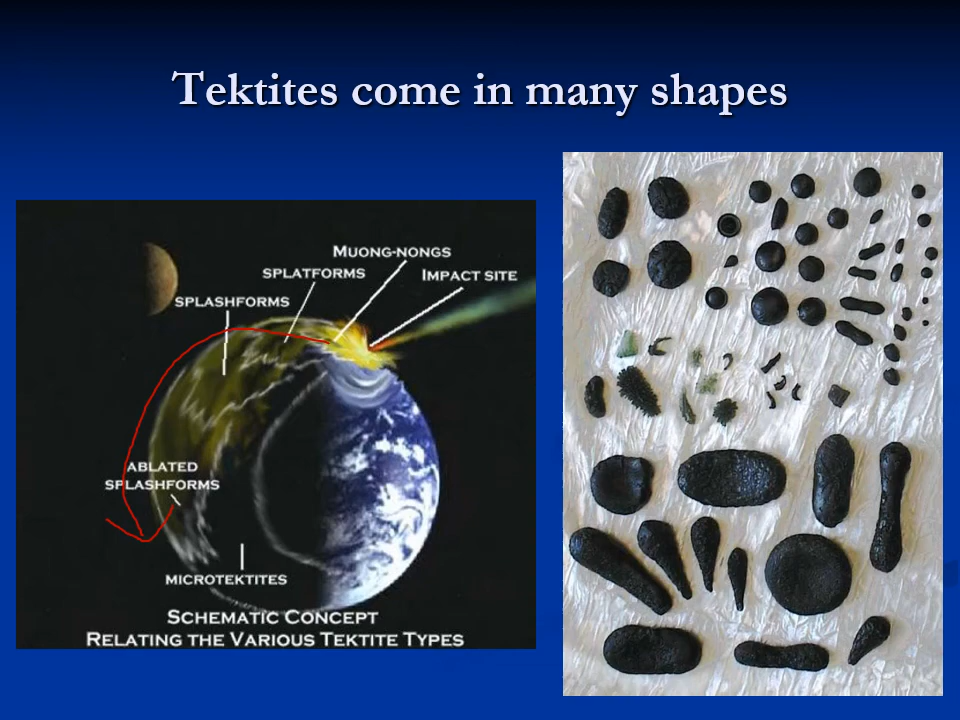 Tektites come in many shapes
MUONG-NONGS
SPLATFORMS
IMPACT SITE
SPLASHFORMS
ABLATED
SPLASHFORMS
MICROTEKTITES
SCHEMATIC CONCEPT
RELATING THE VARIOUS TEKTITE TYPES